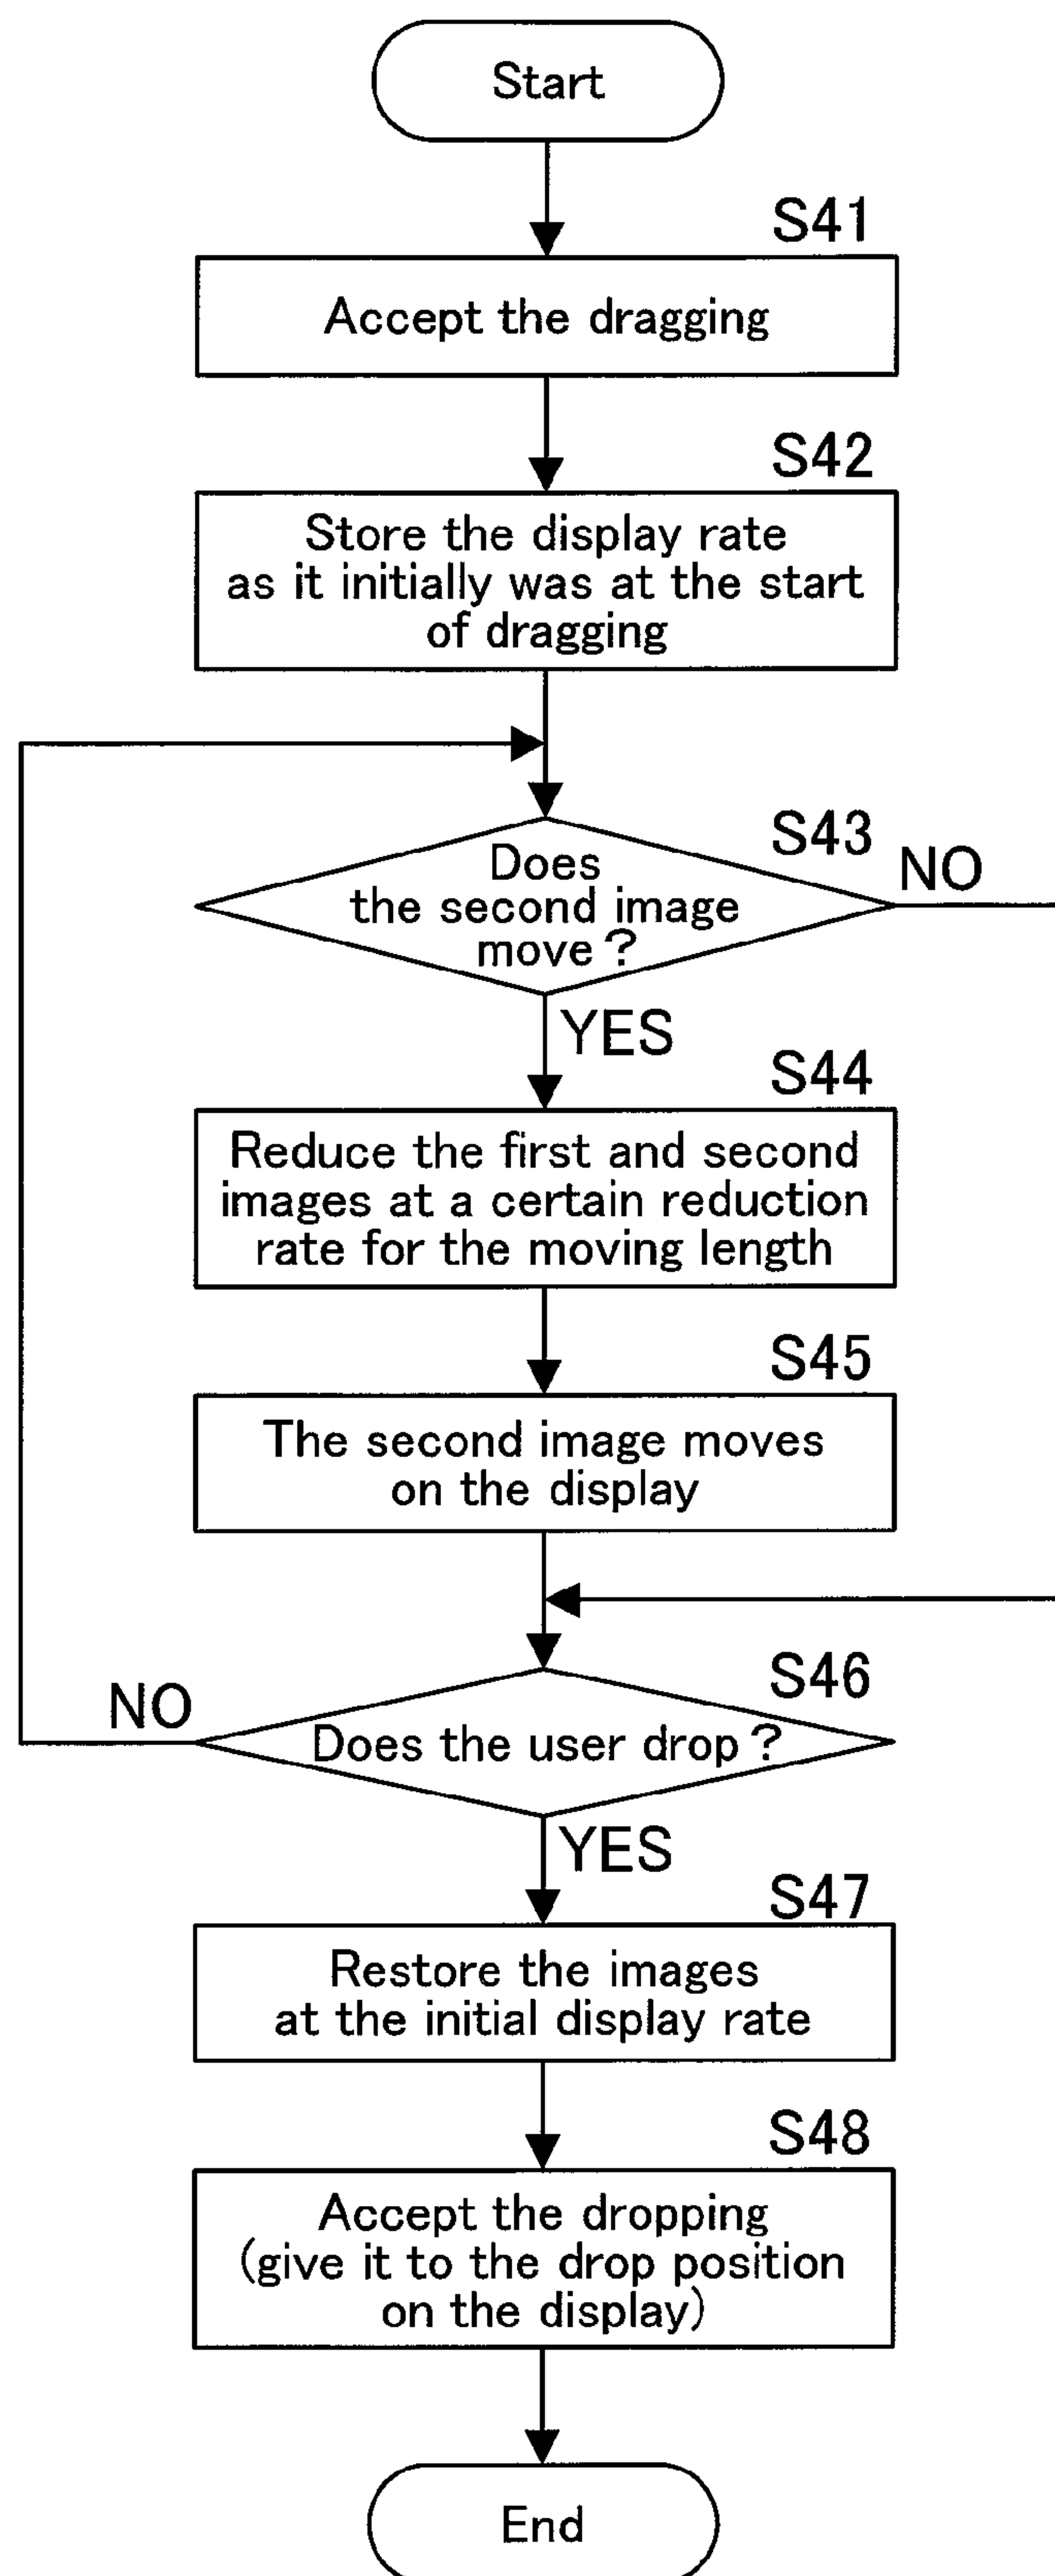 Start
S41
Accept the dragging
S42
Store the display rate
as it initially was at the start
of dragging
S43
Does
the second image
move ?
NO
YES
S44
Reduce the first and second
images at a certain reduction
rate for the moving length
S45
The second image moves
on the display
S46
NO
Does the user drop ?
YES
S47
Restore the images
at the initial display rate
S48
Accept the dropping
(give it to the drop position
on the display)
End